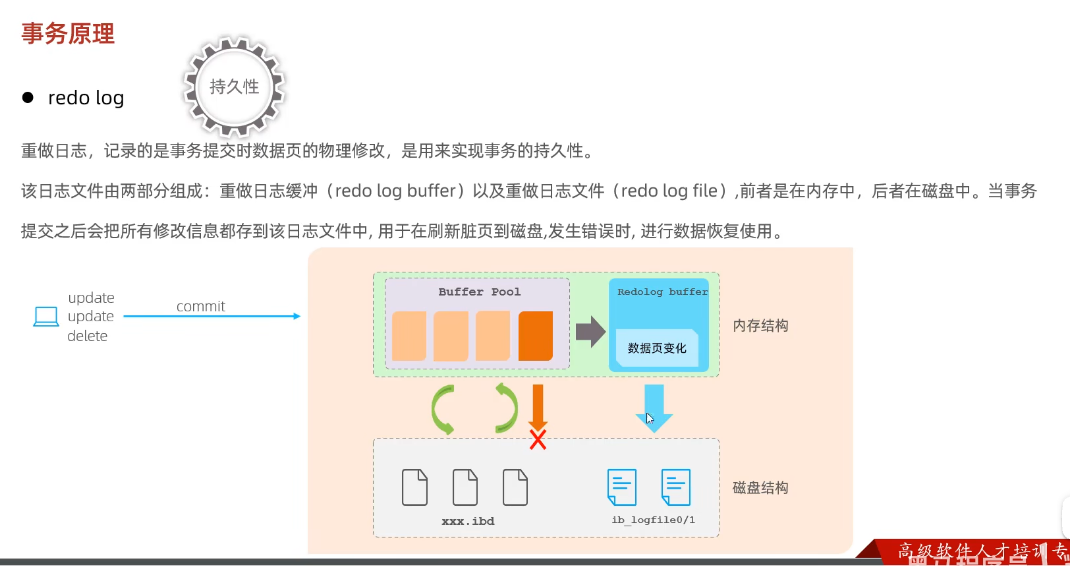 事务原理
持久性
redo log
重做日志，记录的是事务提交时数据页的物理修改，是用来实现事务的持久性。
该日志文件由两部分组成：重做日志缓冲（redo log buffer）以及重做日志文件（redo log file）,前者是在内存中，后者在磁盘中。当事务
提交之后会把所有修改信息都存到该日志文件中, 用于在刷新脏页到磁盘,发生错误时, 进行数据恢复使用。
update
update
delete
commit
Buffer Pool
Redolog buffer
数据页变化
内存结构
xxx.ibd
ib_logfile0/1
磁盘结构
高级软件人才培训专